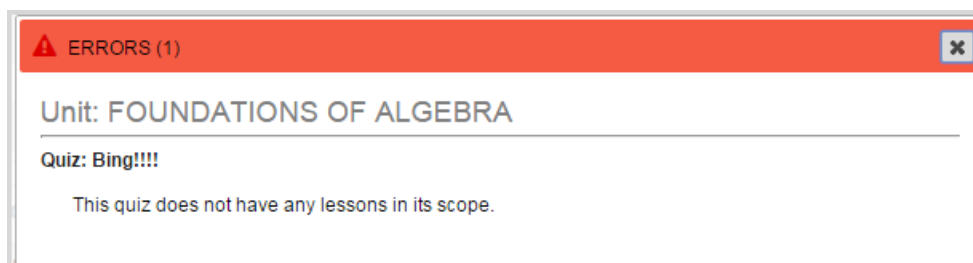 ERRORS (1)
Unit: FOUNDATIONS OF ALGEBRA
Quiz: Bing!!!!
This quiz does not have any lessons in its scope.